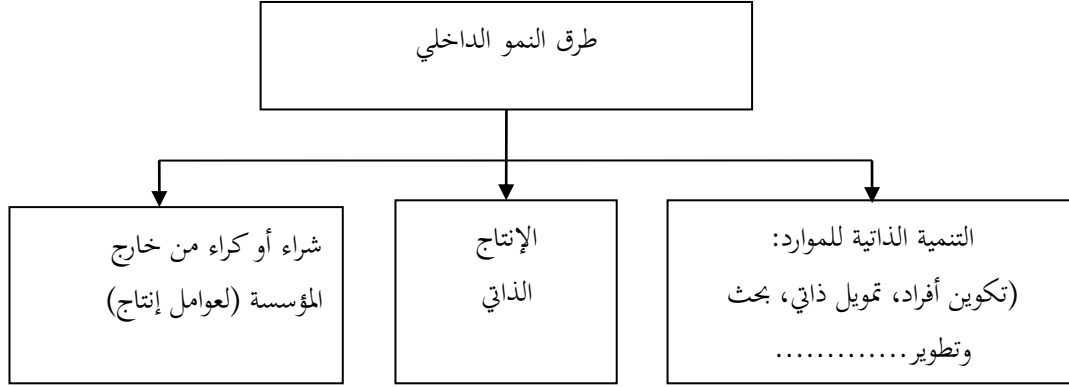 طرق النمو الداخلي
التنمية الذاتية للموارد:
(تكوين أفراد، تمويل ذاتي، بحث
وتطوير.............
الإنتاج
الذاتي
شراء أو كراء من خارج
المؤسسة (لعوامل إنتاج)